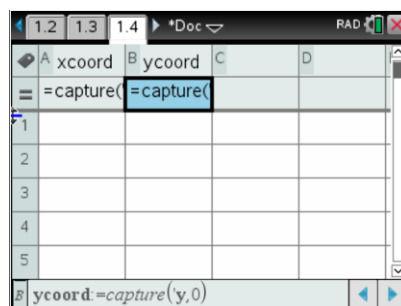 1.2 1.3 1.4 *Doc RAD
A xcoord B ycoord C D
= =capture(' =capture('
1
2
3
4
5
B ycoord:=capture('y,0)